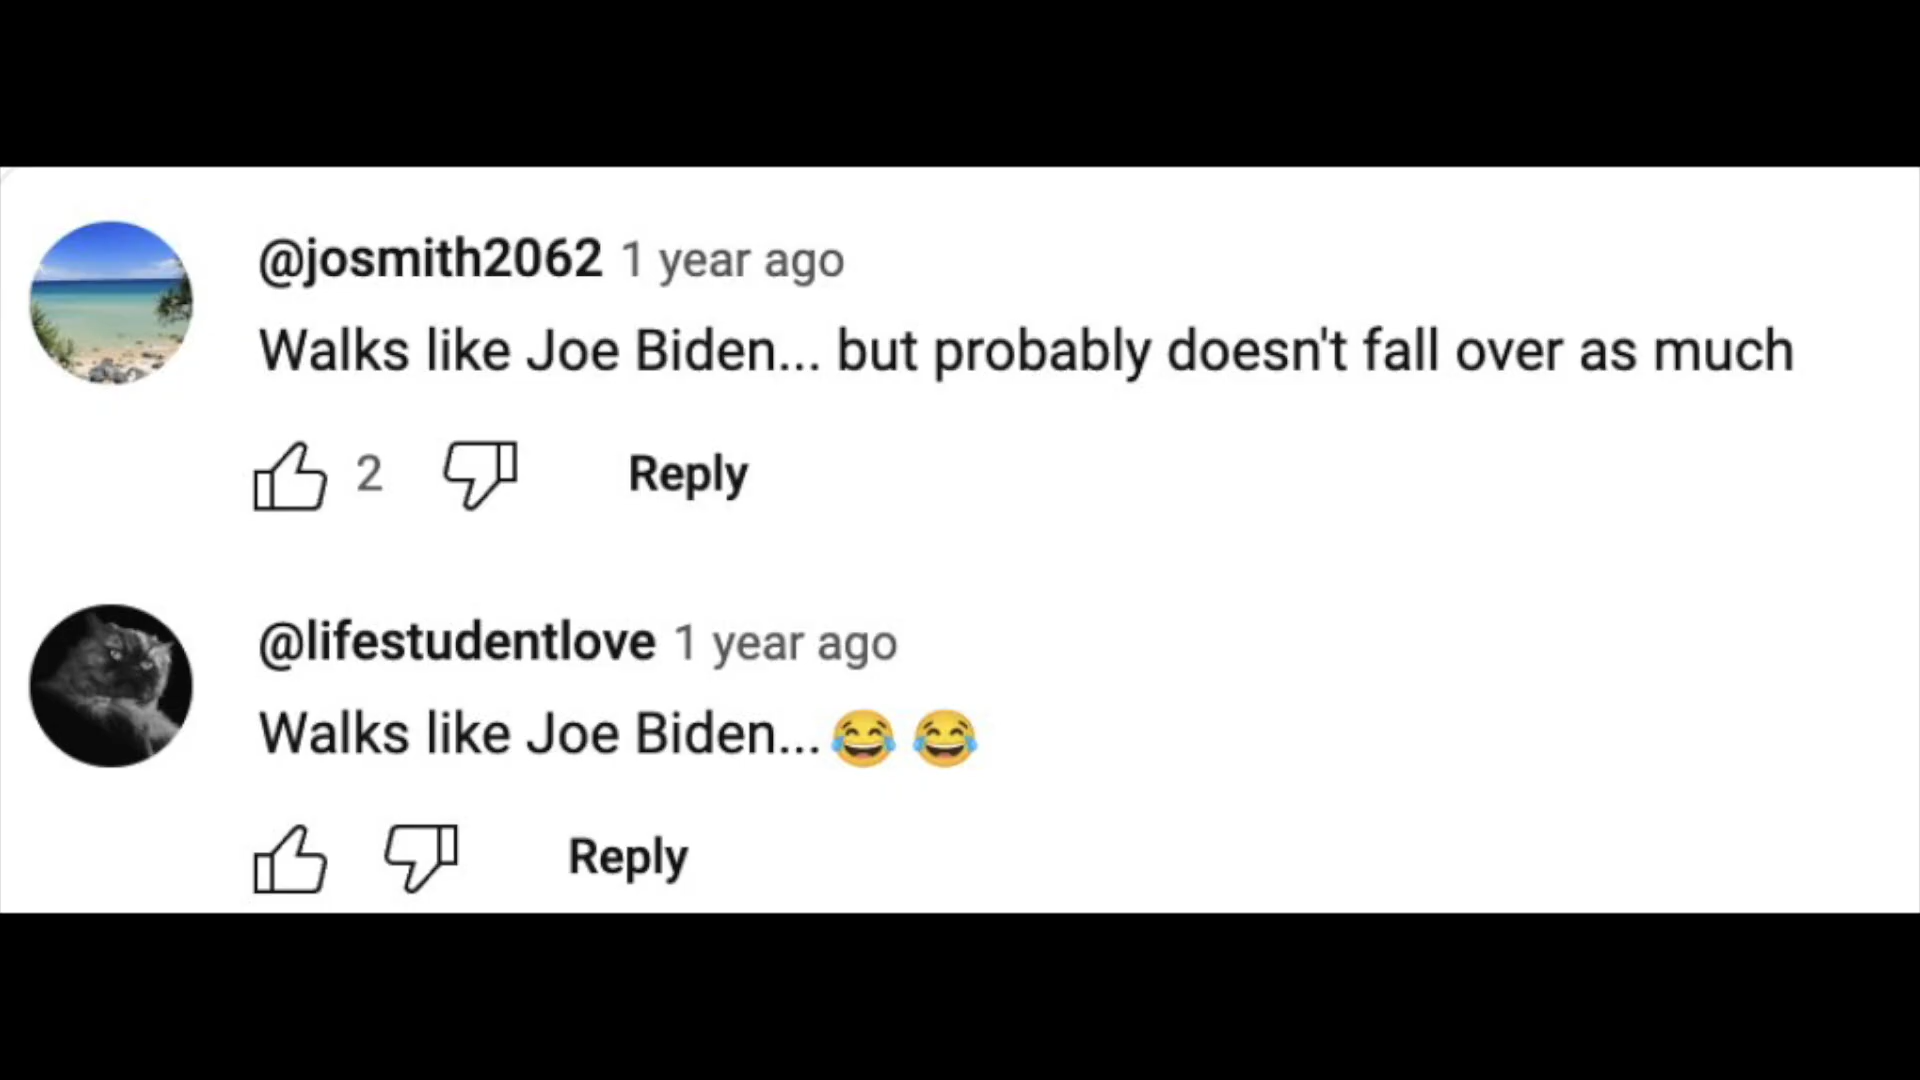 @josmith2062 1 year ago
Walks like Joe Biden... but probably doesn't fall over as much
2 Reply
@lifestudentlove 1 year ago
Walks like Joe Biden...😂 😂
Reply